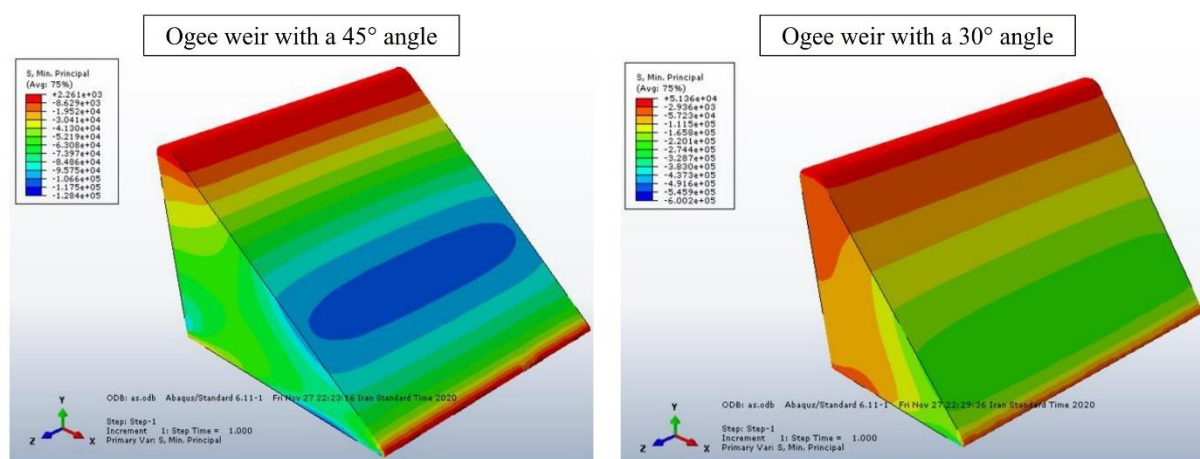 Ogee weir with a 45° angle
S, Min. Principal
(Avg: 75%)
+2.261e+03
-8.629e+03
-1.952e+04
-3.041e+04
-4.130e+04
-5.219e+04
-6.308e+04
-7.397e+04
-8.486e+04
-9.575e+04
-1.066e+05
-1.175e+05
-1.284e+05
ODB: as.odb Abaqus/Standard 6.11-1 Fri Nov 27 22:23:16 Iran Standard Time 2020
Step: Step-1
Increment 1: Step Time = 1.000
Primary Var: S, Min. Principal
Y
Z
X
Ogee weir with a 30° angle
S, Min. Principal
(Avg: 75%)
+5.136e+04
-2.936e+03
-5.723e+04
-1.115e+05
-1.658e+05
-2.201e+05
-2.744e+05
-3.287e+05
-3.830e+05
-4.373e+05
-4.916e+05
-5.459e+05
-6.002e+05
ODB: as.odb Abaqus/Standard 6.11-1 Fri Nov 27 22:29:36 Iran Standard Time 2020
Step: Step-1
Increment 1: Step Time = 1.000
Primary Var: S, Min. Principal
Y
Z
X